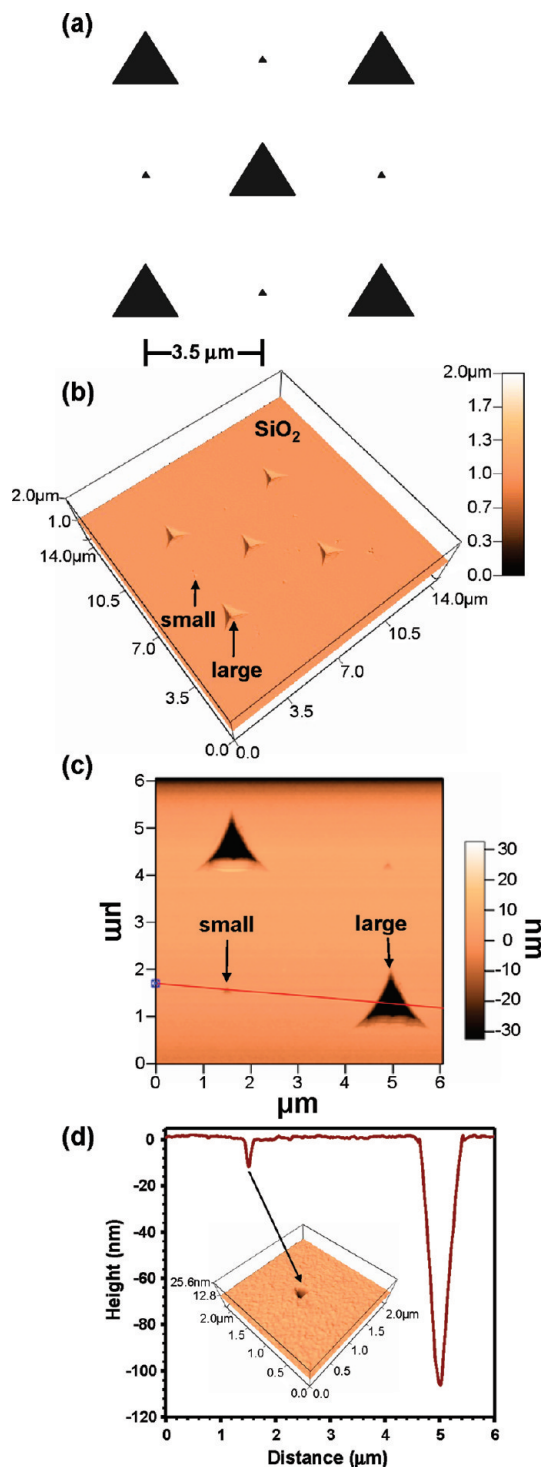 (a)
3.5 µm
(b)
SiO2
2.0µm
1.7
1.3
1.0
0.7
0.3
0.0
2.0µm
1.0
14.0µm
10.5
7.0
3.5
0.0
0.0
3.5
7.0
10.5
14.0µm
small
large
(c)
6
5
4
3
2
1
0
µm
small
large
0
1
2
3
4
5
6
µm
30
20
10
0
-10
-20
-30
nm
(d)
0
-20
-40
-60
-80
-100
-120
Height (nm)
25.6nm
12.8
2.0µm
1.5
1.0
0.5
0.0
0.0
0.5
1.0
1.5
2.0µm
0 1 2 3 4 5 6
Distance (µm)